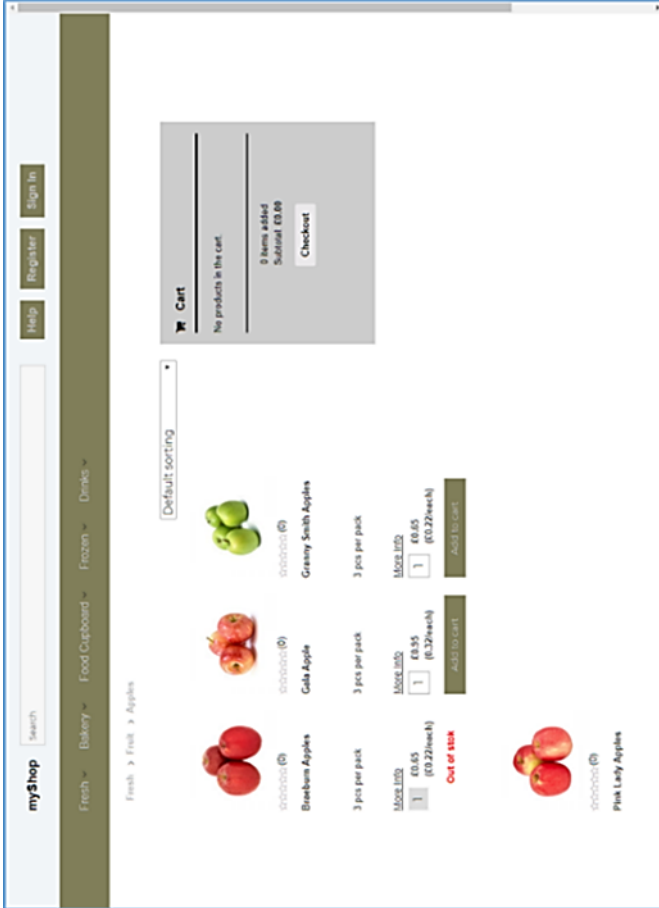 myShop
Search
Help
Register
Sign In
Fresh
Bakery
Food Cupboard
Frozen
Drinks
Fresh > Fruit > Apples
Default sorting
Cart
No products in the cart.
0 items added
Subtotal £0.00
Checkout
(0)
Braeburn Apples
3 pcs per pack
More Info
1 £0.65
(£0.22/each)
Out of stok
(0)
Gala Apple
3 pcs per pack
More Info
1 £0.95
(0.32/each)
Add to cart
(0)
Granny Smith Apples
3 pcs per pack
More Info
1 £0.65
(£0.22/each)
Add to cart
(0)
Pink Lady Apples